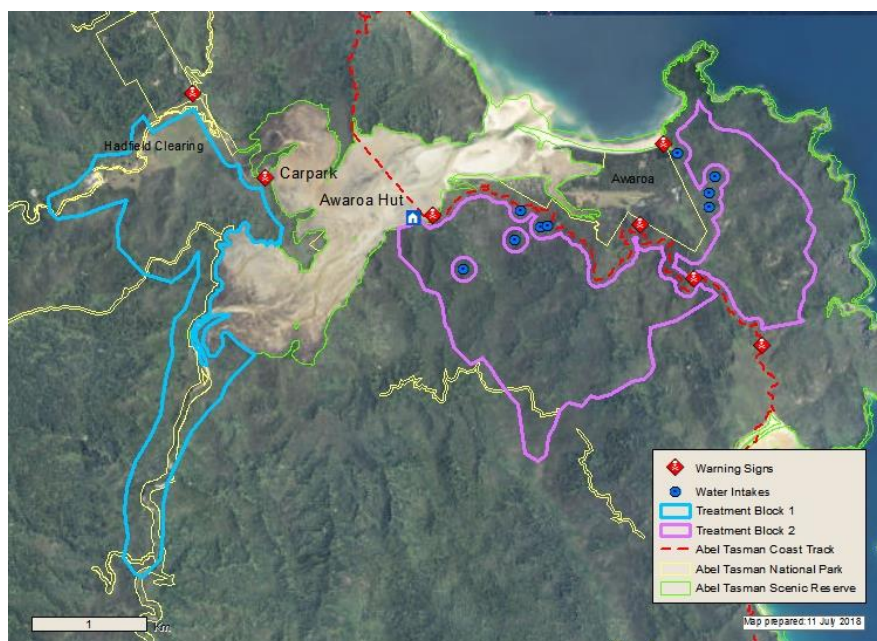 Hadfield Clearing
Carpark
Awaroa Hut
Awaroa
Warning Signs
Water Intakes
Treatment Block 1
Treatment Block 2
Abel Tasman Coast Track
Abel Tasman National Park
Abel Tasman Scenic Reserve
1
Km
Map prepared:11 July 2018